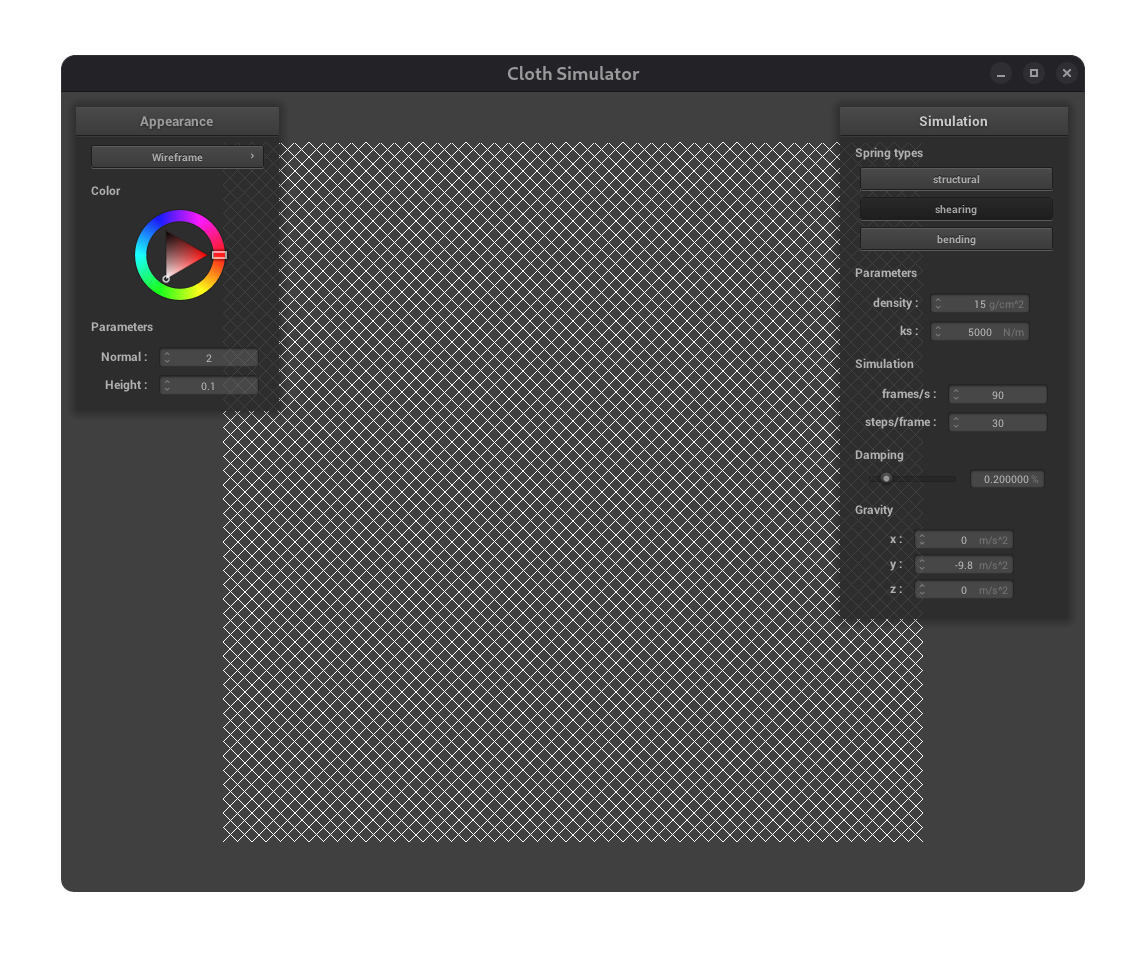 Cloth Simulator
Appearance
Wireframe
Color
Parameters
Normal : 2
Height : 0.1
Simulation
Spring types
structural
shearing
bending
Parameters
density : 15 g/cm^2
ks : 5000 N/m
Simulation
frames/s : 90
steps/frame : 30
Damping
0.200000 %
Gravity
x : 0 m/s^2
y : -9.8 m/s^2
z : 0 m/s^2